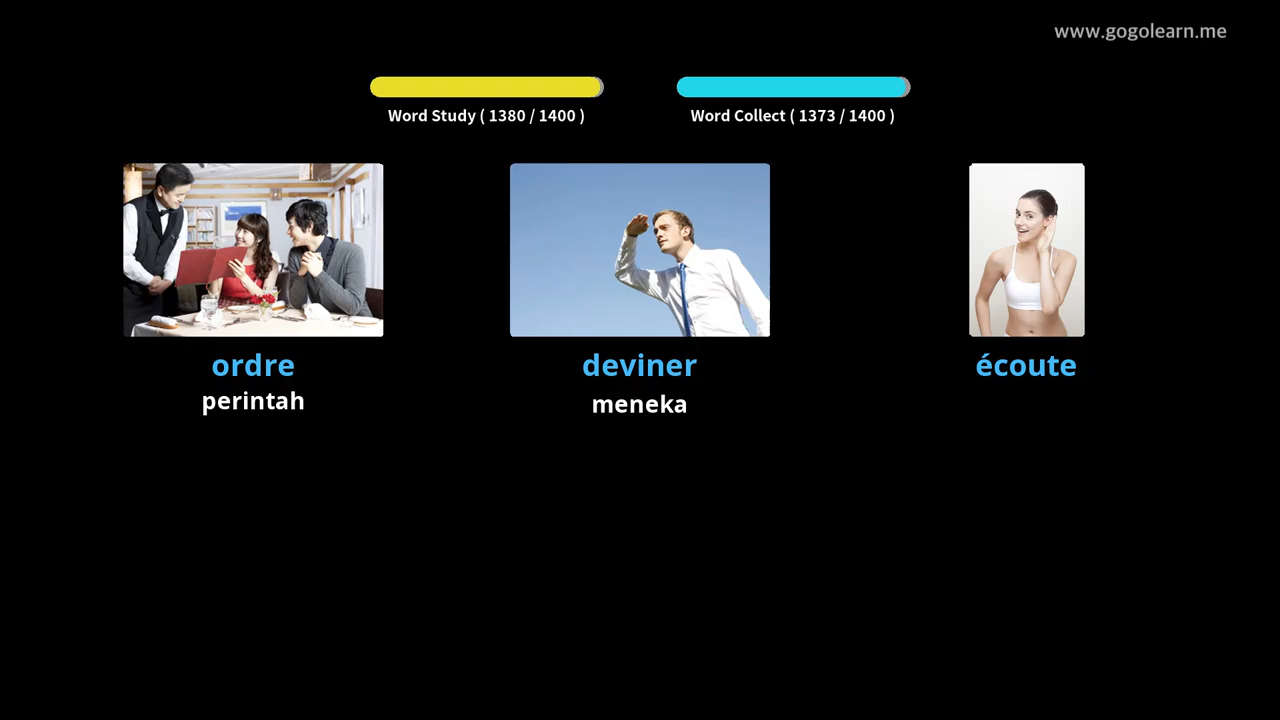 www.gogolearn.me
Word Study ( 1380 / 1400 )
Word Collect ( 1373 / 1400 )
ordre
perintah
deviner
meneka
écoute